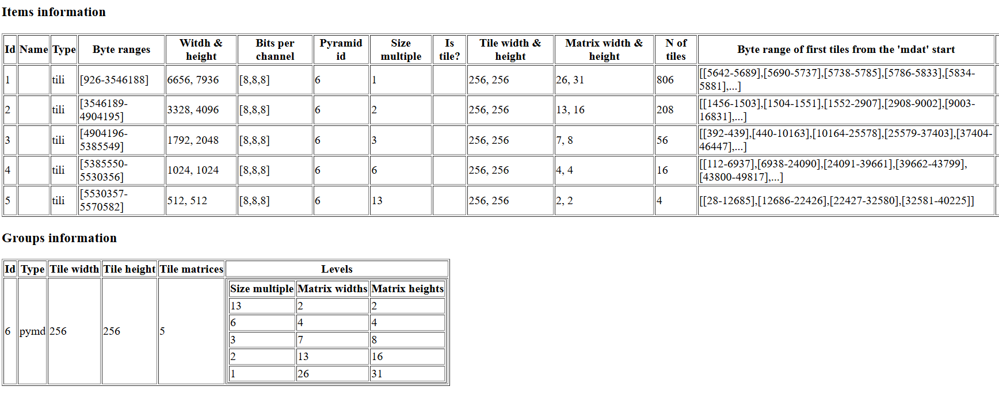 Items information
Id Name Type Byte ranges Witdh & height Bits per channel Pyramid id Size multiple Is tile? Tile width & height Matrix width & height N of tiles Byte range of first tiles from the 'mdat' start
1 tili [926-3546188] 6656, 7936 [8,8,8] 6 1 256, 256 26, 31 806 [[5642-5689],[5690-5737],[5738-5785],[5786-5833],[5834-5881],...]
2 tili [3546189-4904195] 3328, 4096 [8,8,8] 6 2 256, 256 13, 16 208 [[1456-1503],[1504-1551],[1552-2907],[2908-9002],[9003-16831],...]
3 tili [4904196-5385549] 1792, 2048 [8,8,8] 6 3 256, 256 7, 8 56 [[392-439],[440-10163],[10164-25578],[25579-37403],[37404-46447],...]
4 tili [5385550-5530356] 1024, 1024 [8,8,8] 6 6 256, 256 4, 4 16 [[112-6937],[6938-24090],[24091-39661],[39662-43799],[43800-49817],...]
5 tili [5530357-5570582] 512, 512 [8,8,8] 6 13 256, 256 2, 2 4 [[28-12685],[12686-22426],[22427-32580],[32581-40225]]
Groups information
Id Type Tile width Tile height Tile matrices Levels
6 pymd 256 256 5
Size multiple Matrix widths Matrix heights
13 2 2
6 4 4
3 7 8
2 13 16
1 26 31